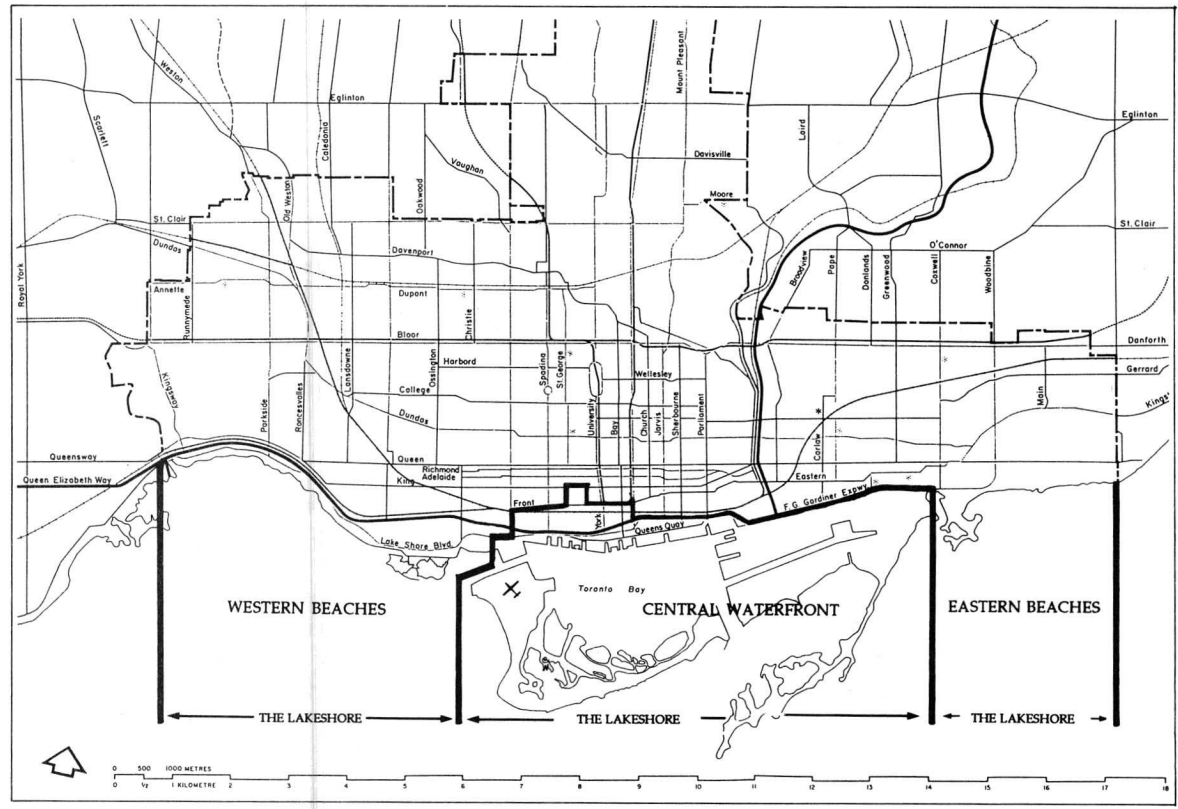 Weston
Scarlett
Eglinton
Caledonia
Mount Pleasant
Laird
Eglinton
Vaughan
Davisville
Old Weston
Oakwood
Moore
St. Clair
St. Clair
Dundas
Davenport
O'Connor
Royal York
Annette
Runnymede
Dupont
Christie
Broadview
Pape
Donlands
Greenwood
Coxwell
Woodbine
Bloor
Danforth
Kingsway
Lansdowne
Ossington
Harbord
Spadina
St. George
Wellesley
Gerrard
Parkside
Roncesvalles
College
Dundas
University
Bay
Church
Jarvis
Sherbourne
Parliament
Carlaw
Main
Kings'
Queensway
Queen
Queen Elizabeth Way
Richmond
Adelaide
King
Eastern
Front
York
F. G. Gardiner Expwy
Queens Quay
Lake Shore Blvd.
Toronto Bay
WESTERN BEACHES
CENTRAL WATERFRONT
EASTERN BEACHES
THE LAKESHORE
THE LAKESHORE
THE LAKESHORE
0 500 1000 METRES
0 ½ 1 KILOMETRE 2 3 4 5 6 7 8 9 10 11 12 13 14 15 16 17 18